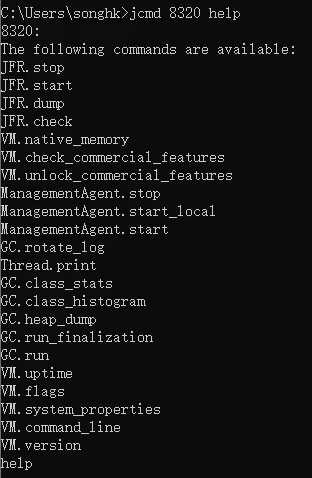 C:\Users\songhk>jcmd 8320 help
8320:
The following commands are available:
JFR.stop
JFR.start
JFR.dump
JFR.check
VM.native_memory
VM.check_commercial_features
VM.unlock_commercial_features
ManagementAgent.stop
ManagementAgent.start_local
ManagementAgent.start
GC.rotate_log
Thread.print
GC.class_stats
GC.class_histogram
GC.heap_dump
GC.run_finalization
GC.run
VM.uptime
VM.flags
VM.system_properties
VM.command_line
VM.version
help